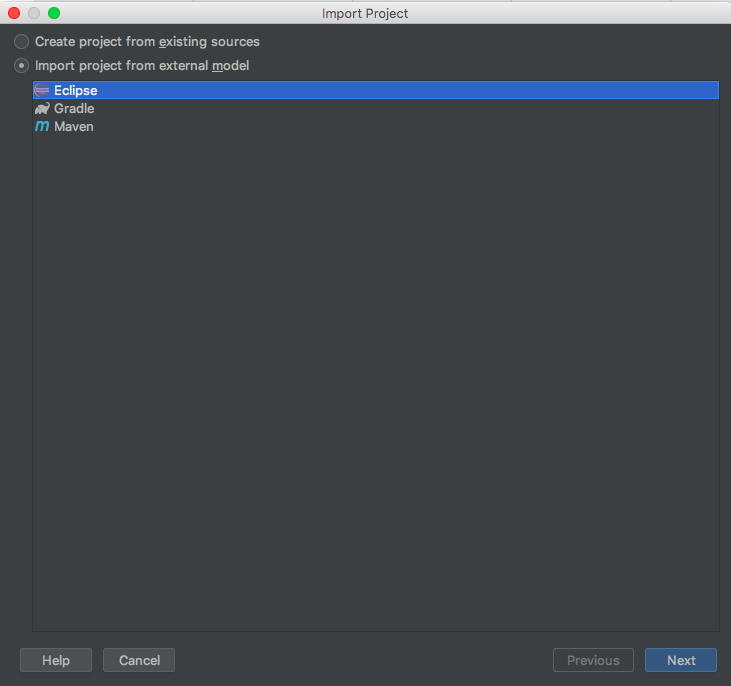 Import Project
Create project from existing sources
Import project from external model
Eclipse
Gradle
m Maven
Help Cancel Previous Next